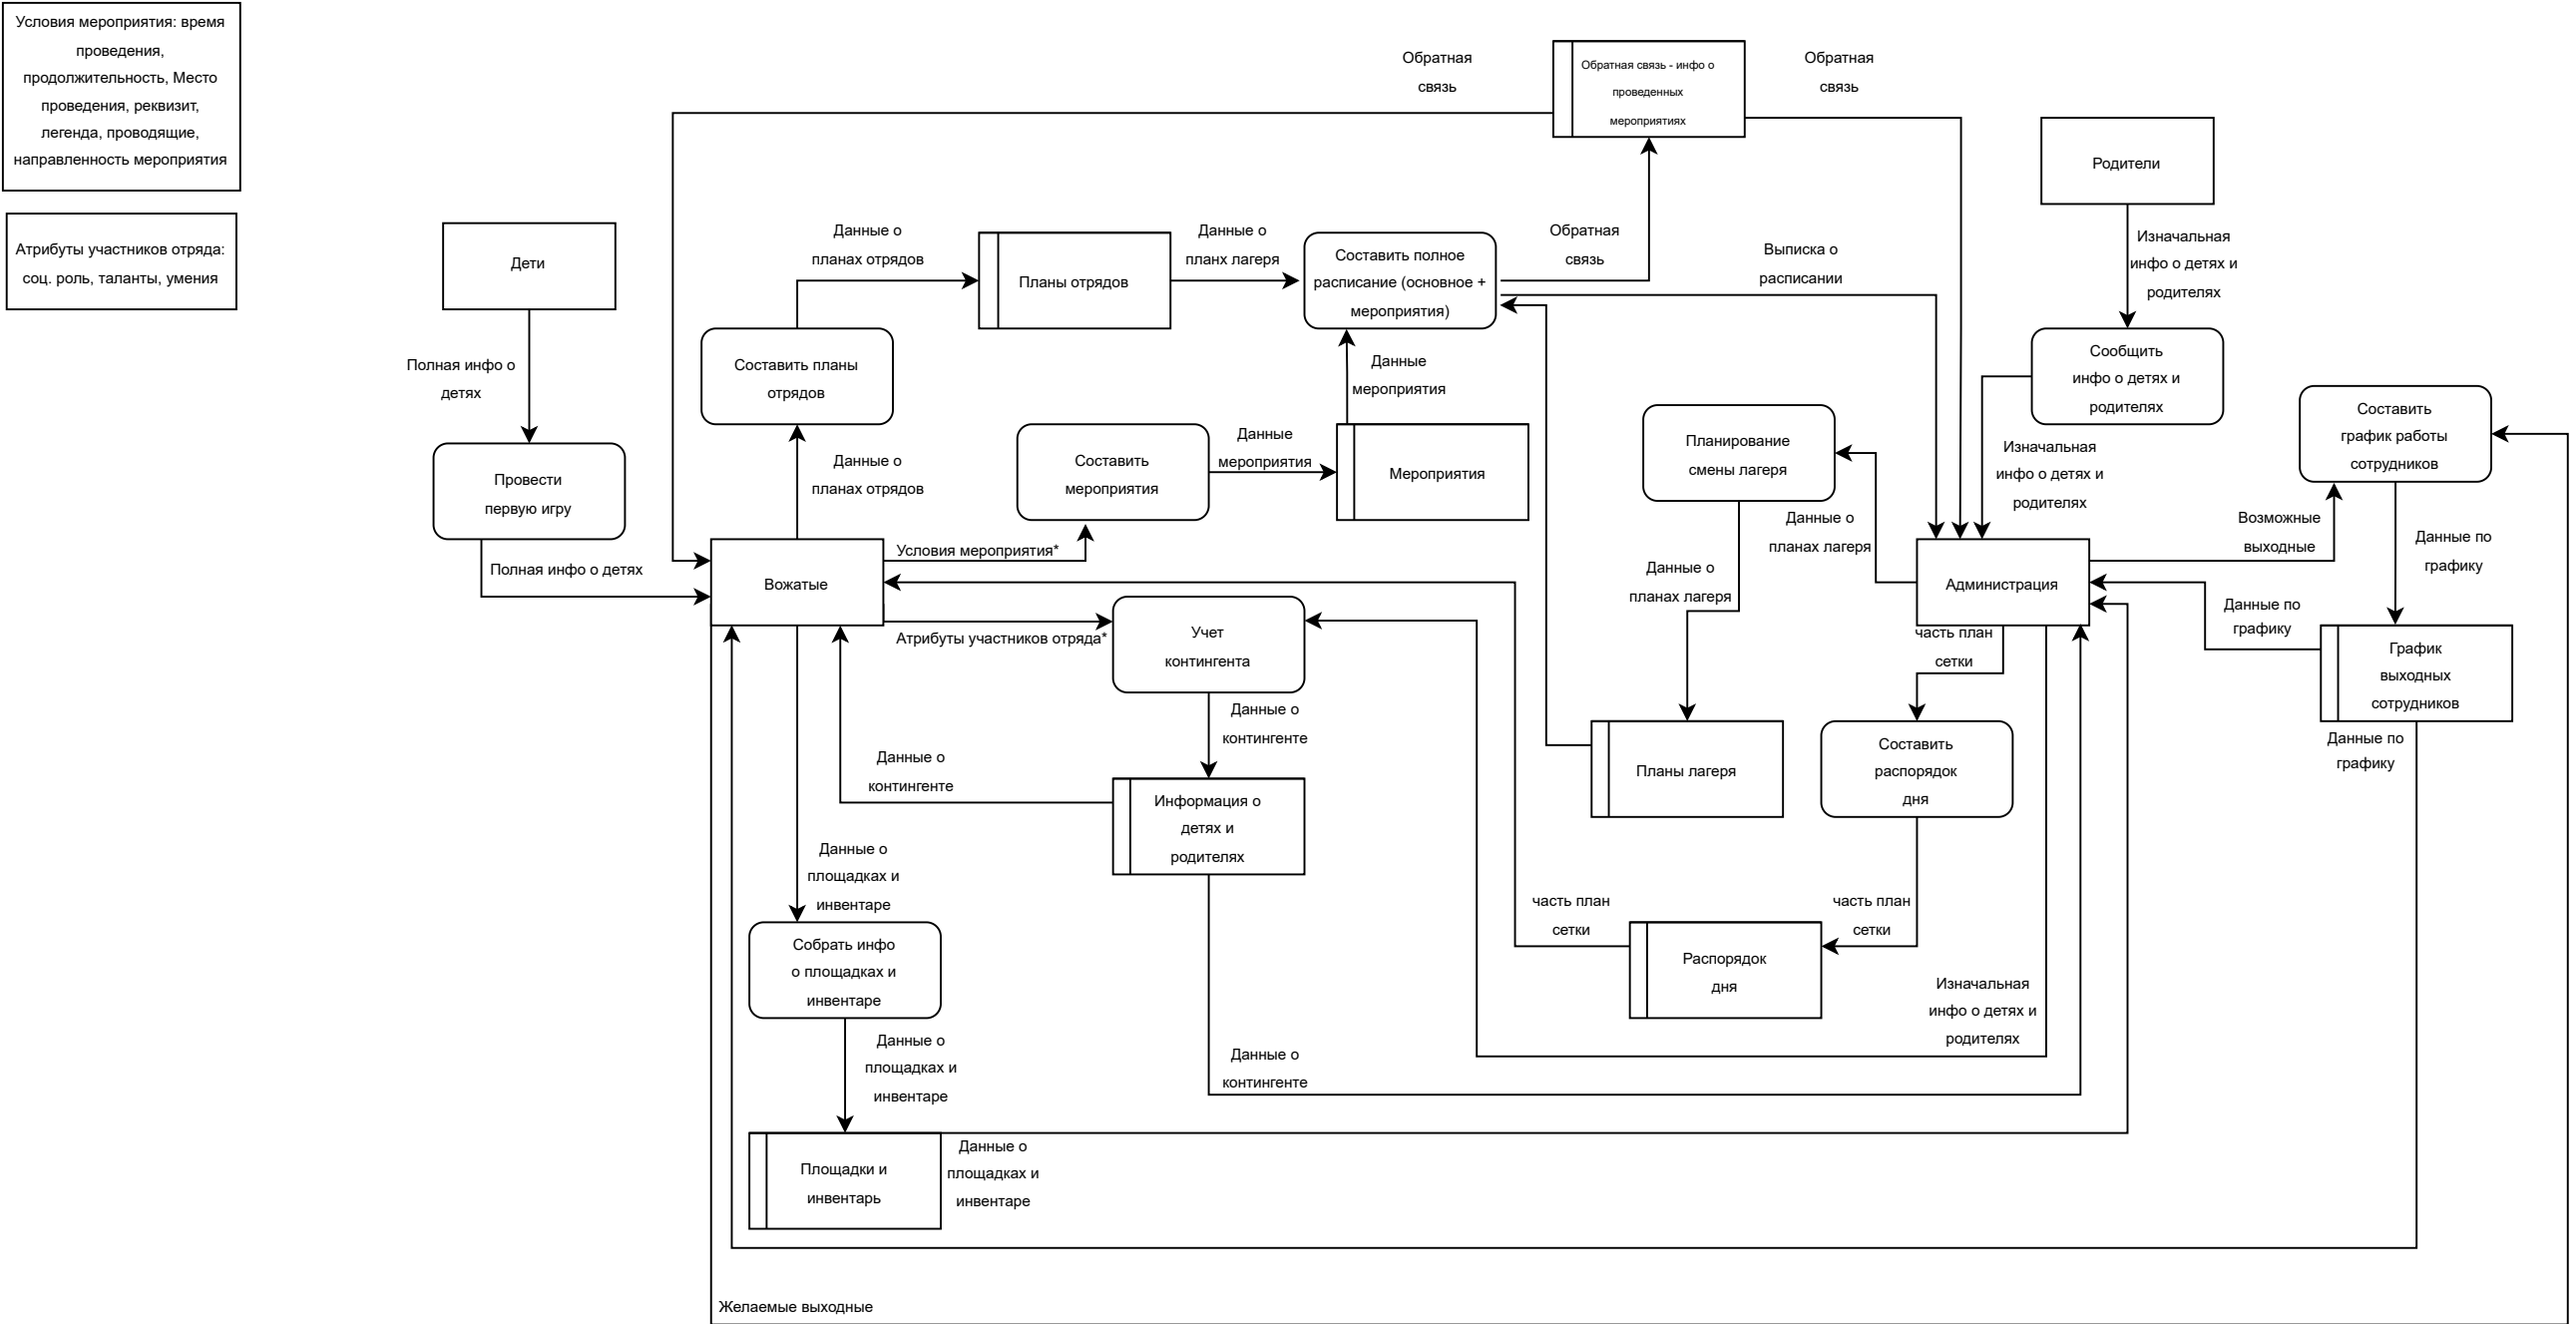 Условия мероприятия: время
проведения,
продолжительность, Место
проведения, реквизит,
легенда, проводящие,
направленность мероприятия
Атрибуты участников отряда:
соц. роль, таланты, умения
Обратная
связь
Обратная связь - инфо о
проведенных
мероприятиях
Обратная
связь
Родители
Дети
Данные о
планах отрядов
Планы отрядов
Данные о
планх лагеря
Составить полное
расписание (основное +
мероприятия)
Обратная
связь
Выписка о
расписании
Изначальная
инфо о детях и
родителях
Полная инфо о
детях
Составить планы
отрядов
Данные
мероприятия
Сообщить
инфо о детях и
родителях
Провести
первую игру
Данные о
планах отрядов
Составить
мероприятия
Данные
мероприятия
Мероприятия
Планирование
смены лагеря
Изначальная
инфо о детях и
родителях
Составить
график работы
сотрудников
Полная инфо о детях
Вожатые
Условия мероприятия*
Данные о
планах лагеря
Данные о
планах лагеря
Администрация
Возможные
выходные
Данные по
графику
Атрибуты участников отряда*
Учет
контингента
часть план
сетки
Данные по
графику
График
выходных
сотрудников
Данные о
контингенте
Данные о
контингенте
Информация о
детях и
родителях
Планы лагеря
Составить
распорядок
дня
Данные по
графику
Данные о
площадках и
инвентаре
Собрать инфо
о площадках и
инвентаре
часть план
сетки
Распорядок
дня
часть план
сетки
Изначальная
инфо о детях и
родителях
Данные о
площадках и
инвентаре
Данные о
контингенте
Площадки и
инвентарь
Данные о
площадках и
инвентаре
Желаемые выходные